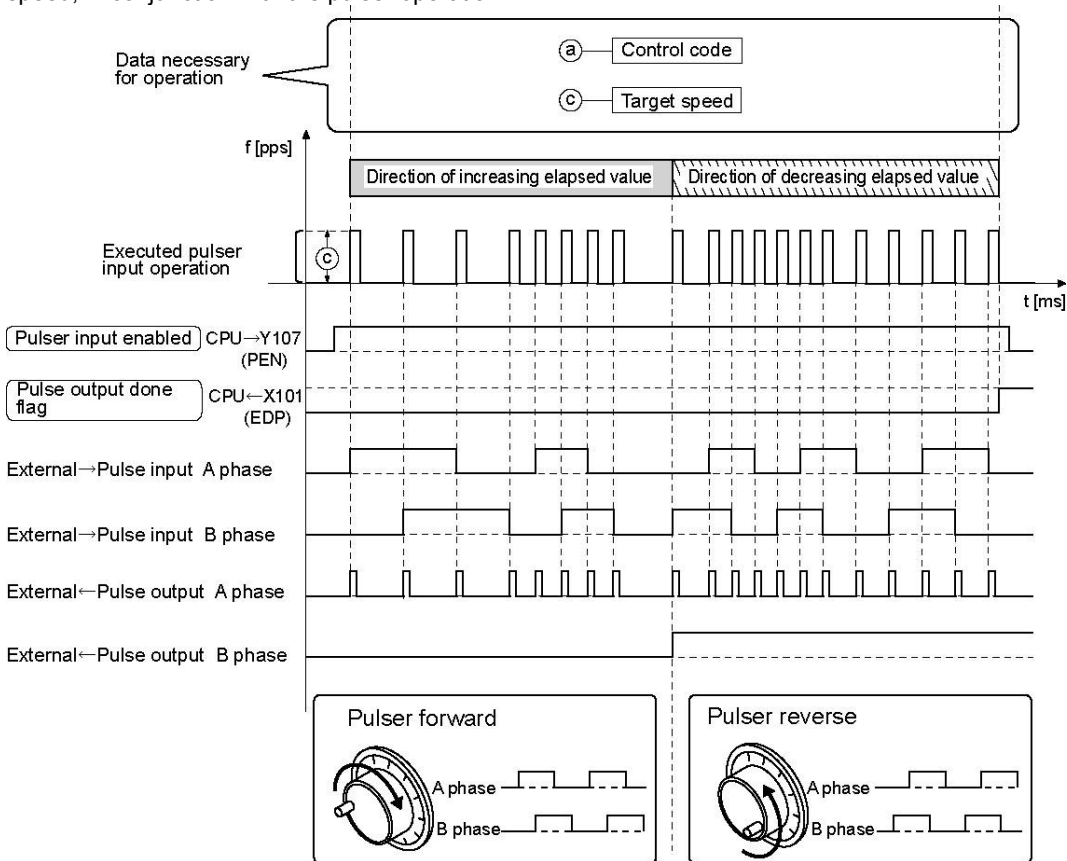 Data necessary
for operation
ⓐ Control code
ⓒ Target speed
f [pps]
Direction of increasing elapsed value
Direction of decreasing elapsed value
Executed pulser
input operation
ⓒ
t [ms]
Pulser input enabled
CPU→Y107
(PEN)
Pulse output done
flag
CPU←X101
(EDP)
External→Pulse input A phase
External→Pulse input B phase
External←Pulse output A phase
External←Pulse output B phase
Pulser forward
A phase
B phase
Pulser reverse
A phase
B phase